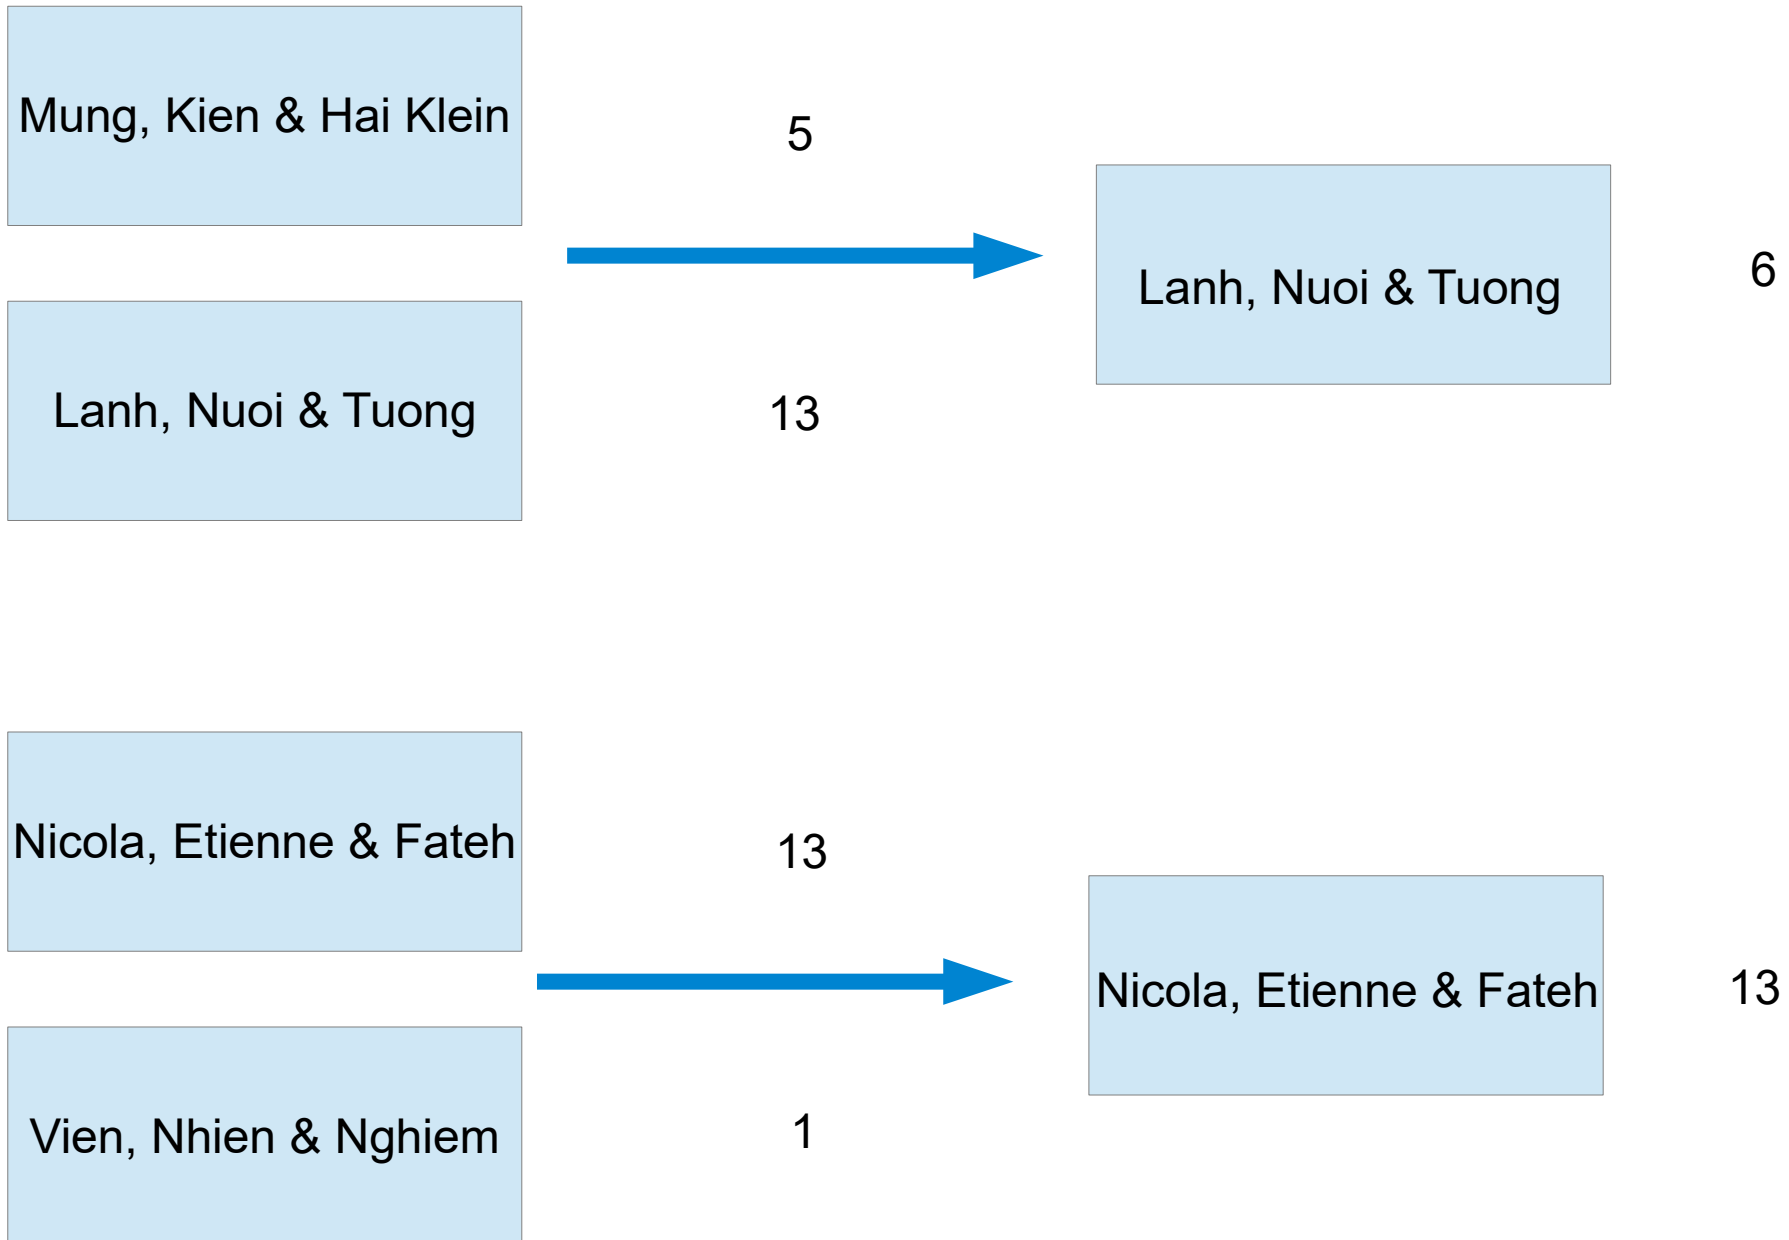 Mung, Kien & Hai Klein
5
Lanh, Nuoi & Tuong
6
Lanh, Nuoi & Tuong
13
Nicola, Etienne & Fateh
13
Nicola, Etienne & Fateh
13
Vien, Nhien & Nghiem
1